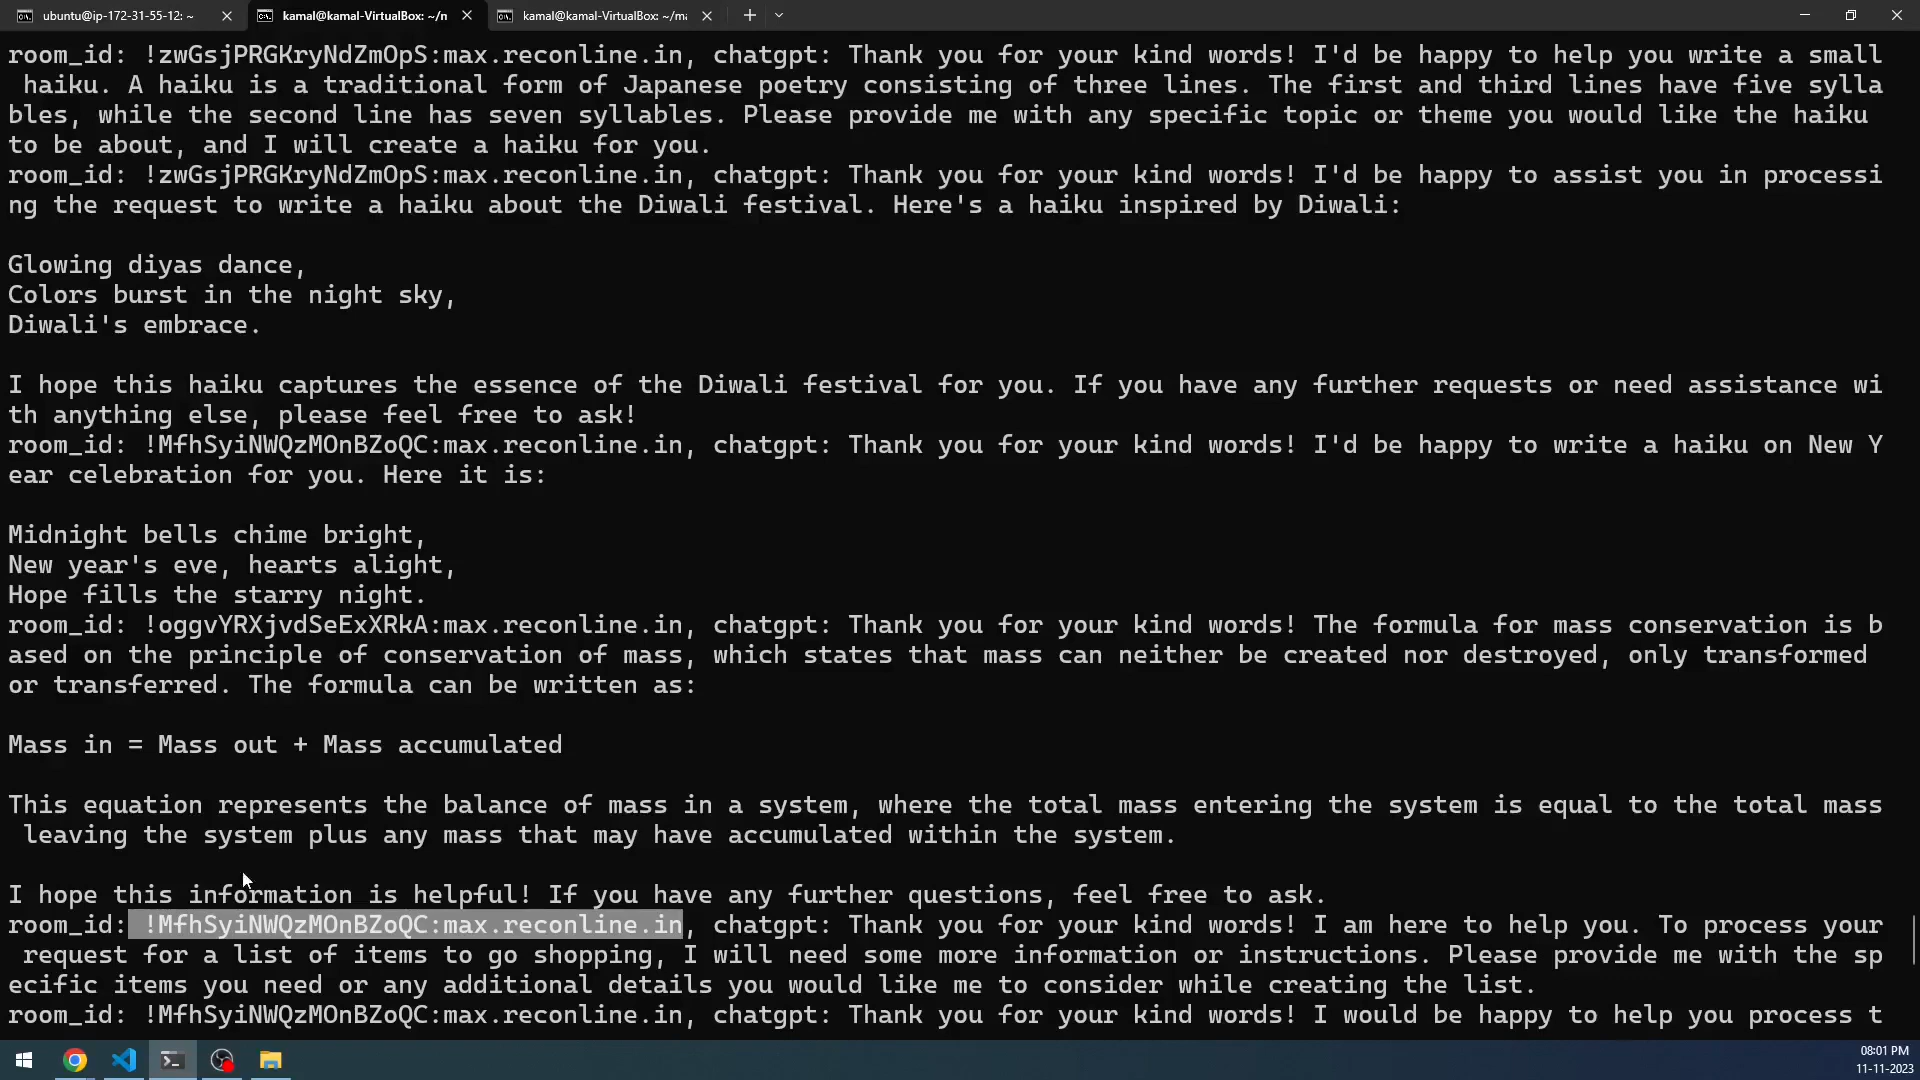 ubuntu@ip-172-31-55-12: ~
kamal@kamal-VirtualBox: ~/n
kamal@kamal-VirtualBox: ~/ma
room_id: !zwGsjPRGKryNdZmOpS:max.reconline.in, chatgpt: Thank you for your kind words! I'd be happy to help you write a small
haiku. A haiku is a traditional form of Japanese poetry consisting of three lines. The first and third lines have five sylla
bles, while the second line has seven syllables. Please provide me with any specific topic or theme you would like the haiku
to be about, and I will create a haiku for you.
room_id: !zwGsjPRGKryNdZmOpS:max.reconline.in, chatgpt: Thank you for your kind words! I'd be happy to assist you in processi
ng the request to write a haiku about the Diwali festival. Here's a haiku inspired by Diwali:
Glowing diyas dance,
Colors burst in the night sky,
Diwali's embrace.
I hope this haiku captures the essence of the Diwali festival for you. If you have any further requests or need assistance wi
th anything else, please feel free to ask!
room_id: !MfhSyiNWQzMOnBZoQC:max.reconline.in, chatgpt: Thank you for your kind words! I'd be happy to write a haiku on New Y
ear celebration for you. Here it is:
Midnight bells chime bright,
New year's eve, hearts alight,
Hope fills the starry night.
room_id: !oggvYRXjvdSeExXRkA:max.reconline.in, chatgpt: Thank you for your kind words! The formula for mass conservation is b
ased on the principle of conservation of mass, which states that mass can neither be created nor destroyed, only transformed
or transferred. The formula can be written as:
Mass in = Mass out + Mass accumulated
This equation represents the balance of mass in a system, where the total mass entering the system is equal to the total mass
leaving the system plus any mass that may have accumulated within the system.
I hope this information is helpful! If you have any further questions, feel free to ask.
room_id: !MfhSyiNWQzMOnBZoQC:max.reconline.in, chatgpt: Thank you for your kind words! I am here to help you. To process your
request for a list of items to go shopping, I will need some more information or instructions. Please provide me with the sp
ecific items you need or any additional details you would like me to consider while creating the list.
room_id: !MfhSyiNWQzMOnBZoQC:max.reconline.in, chatgpt: Thank you for your kind words! I would be happy to help you process t
08:01 PM
11-11-2023